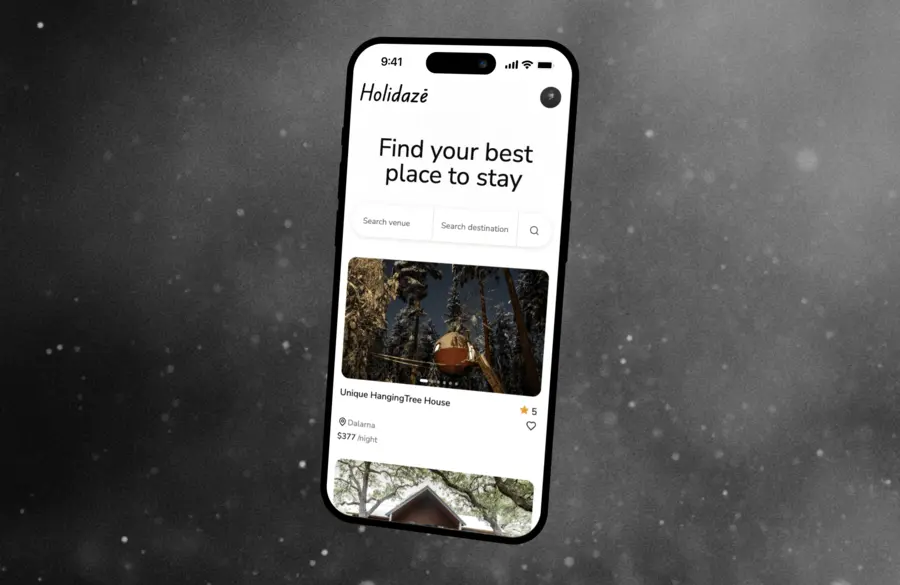 9:41
Holidazē
Find your best
place to stay
Search venue
Search destination
Unique HangingTree House
5
Dalarna
$377 /night